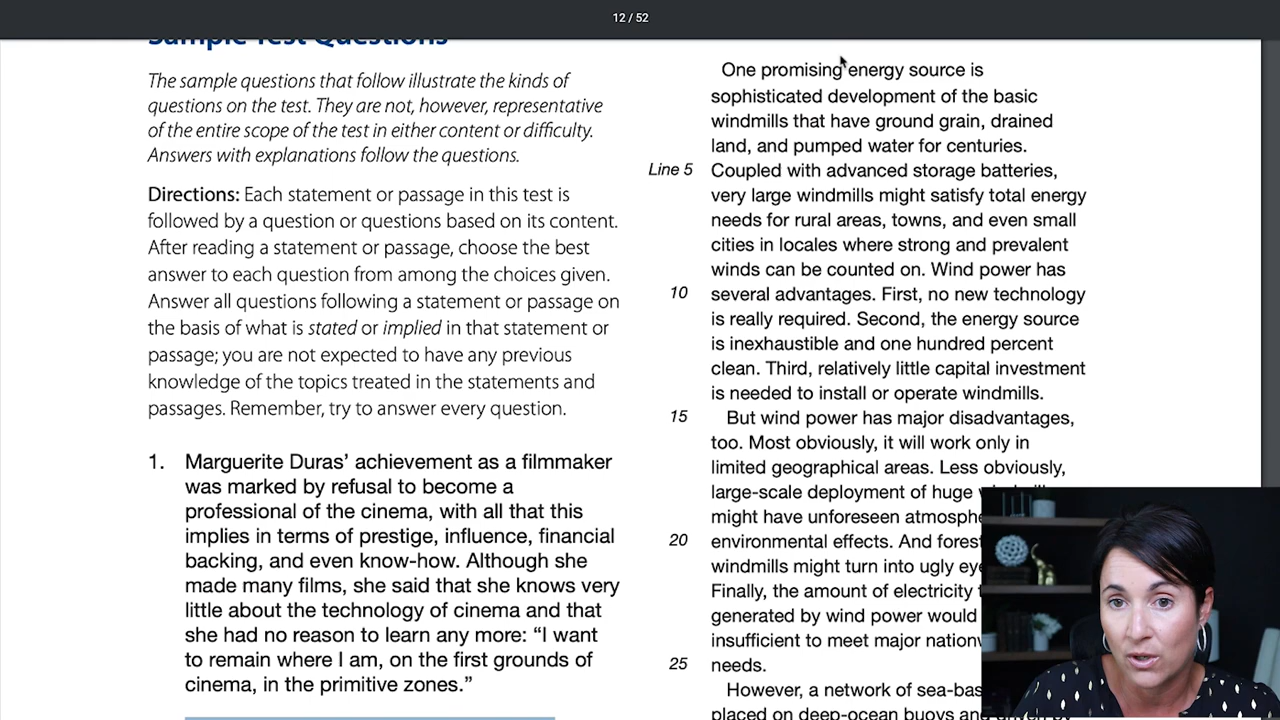 12 / 52
Sample Test Questions
The sample questions that follow illustrate the kinds of
questions on the test. They are not, however, representative
of the entire scope of the test in either content or difficulty.
Answers with explanations follow the questions.
Directions: Each statement or passage in this test is
followed by a question or questions based on its content.
After reading a statement or passage, choose the best
answer to each question from among the choices given.
Answer all questions following a statement or passage on
the basis of what is stated or implied in that statement or
passage; you are not expected to have any previous
knowledge of the topics treated in the statements and
passages. Remember, try to answer every question.
1. Marguerite Duras’ achievement as a filmmaker
was marked by refusal to become a
professional of the cinema, with all that this
implies in terms of prestige, influence, financial
backing, and even know-how. Although she
made many films, she said that she knows very
little about the technology of cinema and that
she had no reason to learn any more: “I want
to remain where I am, on the first grounds of
cinema, in the primitive zones.”
One promising energy source is
sophisticated development of the basic
windmills that have ground grain, drained
land, and pumped water for centuries.
Line 5 Coupled with advanced storage batteries,
very large windmills might satisfy total energy
needs for rural areas, towns, and even small
cities in locales where strong and prevalent
winds can be counted on. Wind power has
10 several advantages. First, no new technology
is really required. Second, the energy source
is inexhaustible and one hundred percent
clean. Third, relatively little capital investment
is needed to install or operate windmills.
15 But wind power has major disadvantages,
too. Most obviously, it will work only in
limited geographical areas. Less obviously,
large-scale deployment of huge
might have unforeseen
20 environmental effects. And
windmills might turn into ugly
Finally, the amount of electricity
generated by wind power would
insufficient to meet major
25 needs.
However, a network of
placed on deep-ocean buoys and driven by